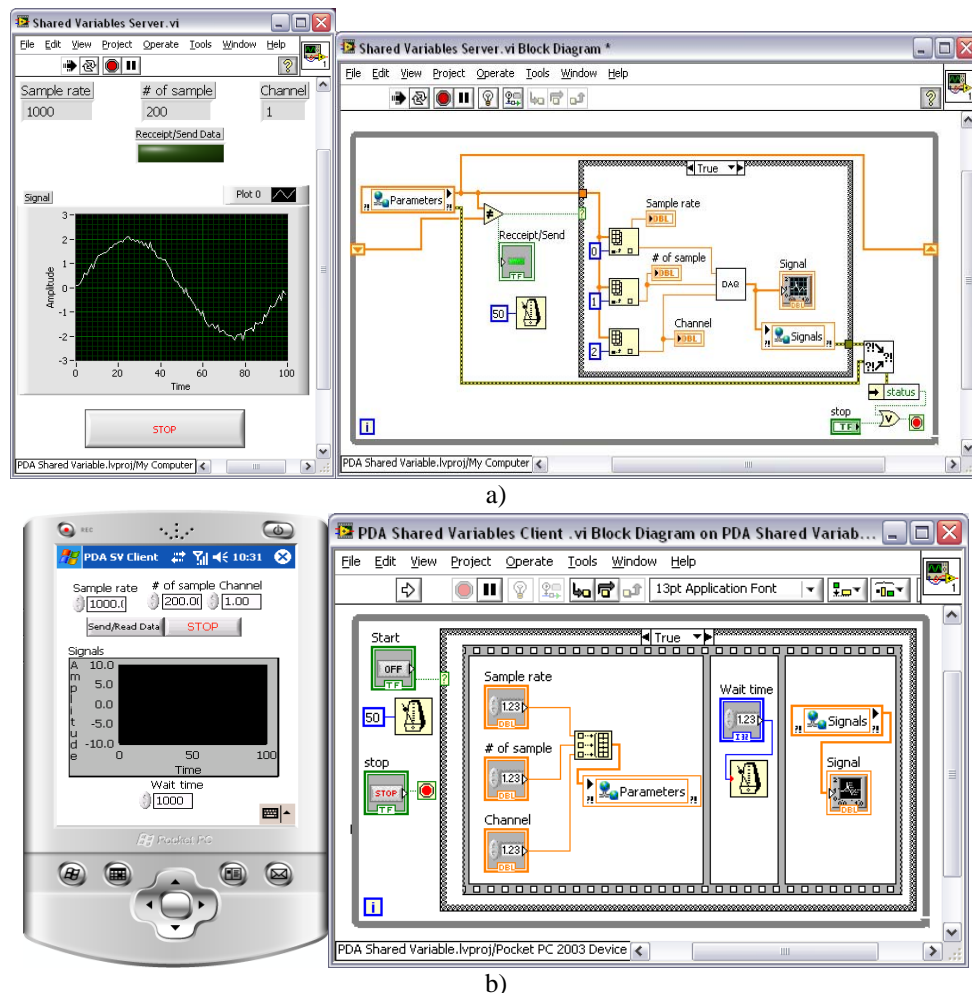 Shared Variables Server.vi
File Edit View Project Operate Tools Window Help
1
Sample rate # of sample Channel
1000 200 1
Recceipt/Send Data
Signal Plot 0
Amplitude
3
2
1
0
-1
-2
-3
0 20 40 60 80 100
Time
STOP
PDA Shared Variable.lvproj/My Computer
Shared Variables Server.vi Block Diagram *
File Edit View Project Operate Tools Window Help
1
True
Parameters
Sample rate
DBL
Recceipt/Send
TF
0
# of sample
DBL
Signal
DBL
DAQ
50
1
Channel
DBL
2
Signals
status
stop
TF
i
PDA Shared Variable.lvproj/My Computer
a)
REC
PDA SV Client 10:31
Sample rate # of sample Channel
1000.( 200.0( 1.00
Send/Read Data STOP
Signals
Amplitude
10.0
5.0
0.0
-5.0
-10.0
0 50 100
Time
Wait time
1000
Pocket PC
PDA Shared Variables Client .vi Block Diagram on PDA Shared Variab...
File Edit View Project Operate Tools Window Help
13pt Application Font
1
Start
OFF
TF
50
stop
STOP
TF
i
True
Sample rate
1.23
DBL
# of sample
1.23
DBL
Channel
1.23
DBL
Parameters
Wait time
1.23
I32
Signals
Signal
DBL
PDA Shared Variable.lvproj/Pocket PC 2003 Device
b)